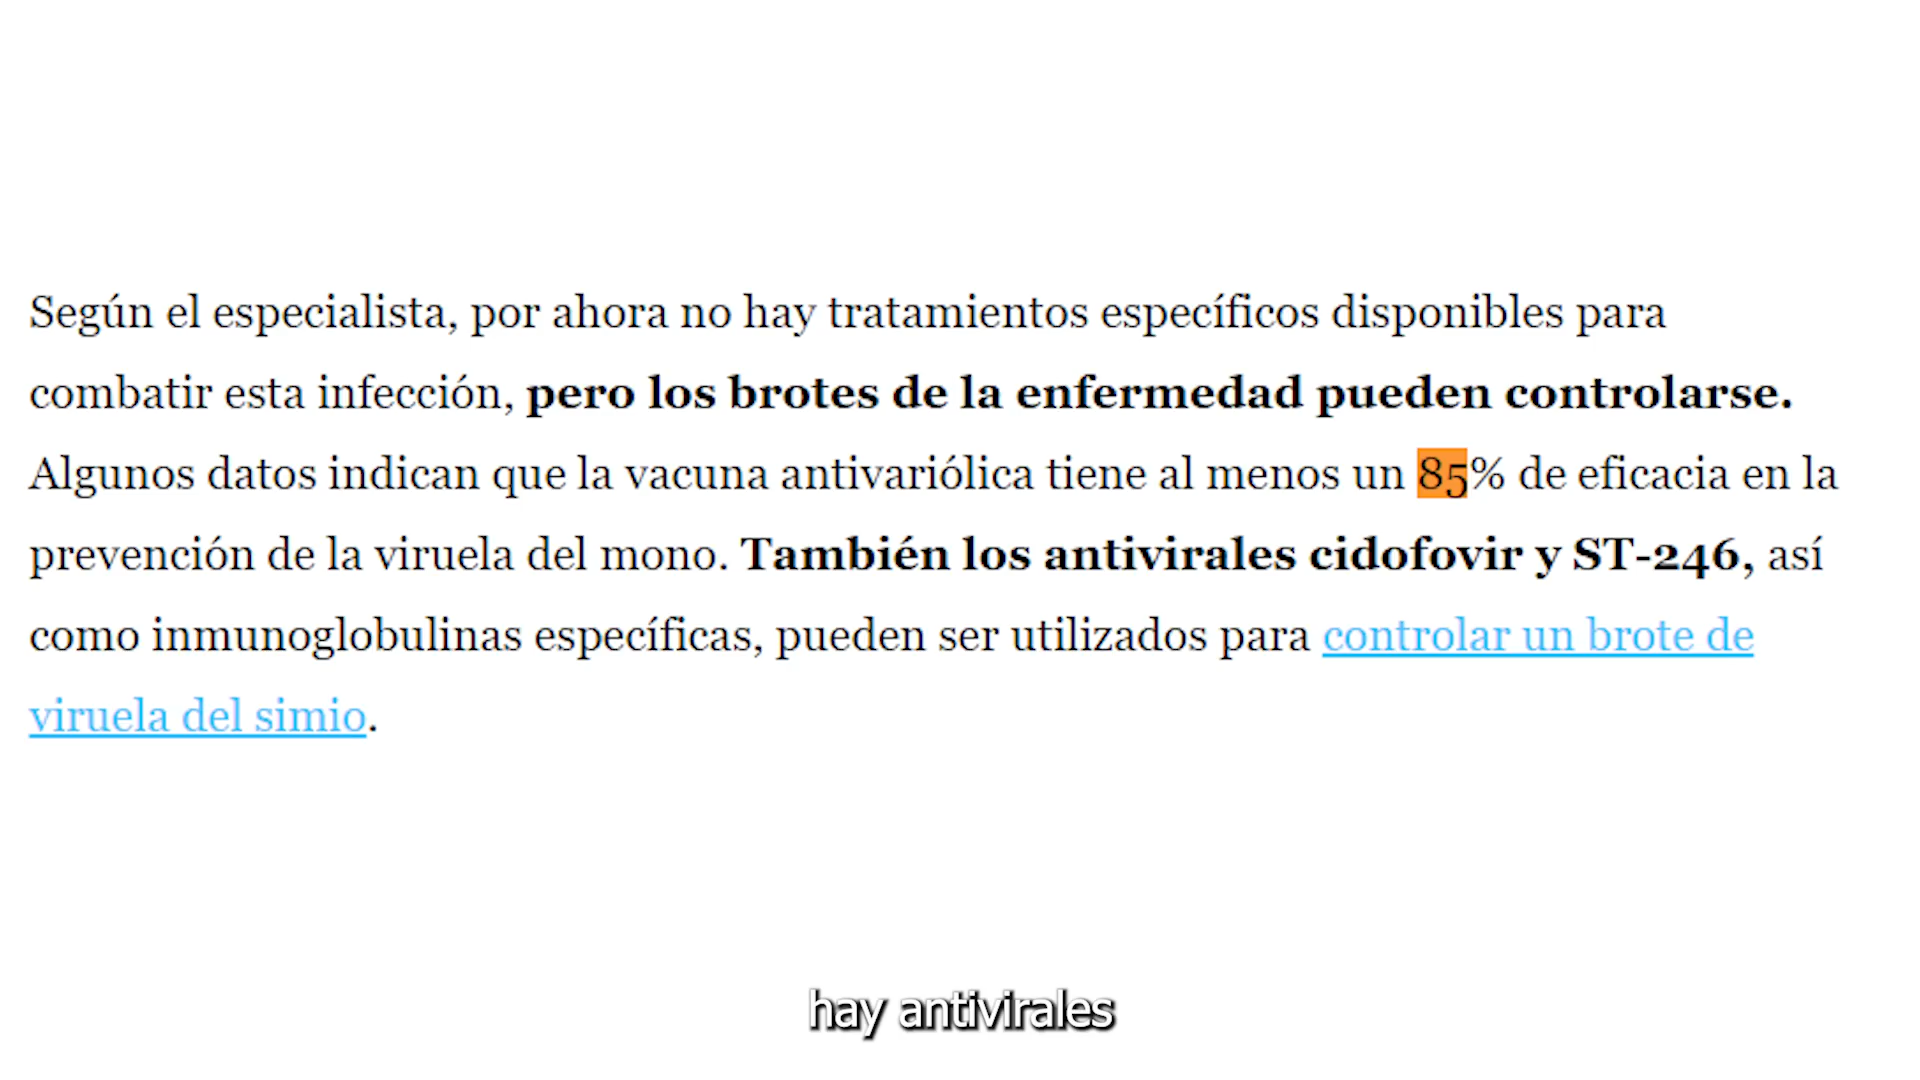 Según el especialista, por ahora no hay tratamientos específicos disponibles para
combatir esta infección, pero los brotes de la enfermedad pueden controlarse.
Algunos datos indican que la vacuna antivariólica tiene al menos un 85% de eficacia en la
prevención de la viruela del mono. También los antivirales cidofovir y ST-246, así
como inmunoglobulinas específicas, pueden ser utilizados para controlar un brote de
viruela del simio.
hay antivirales